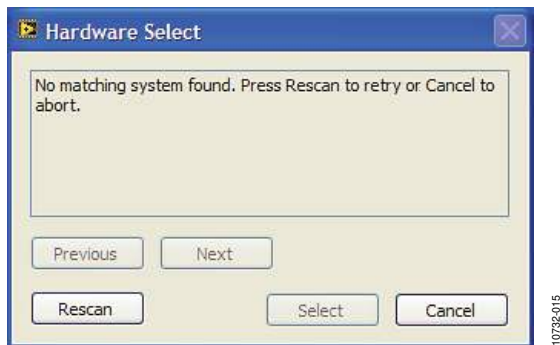 Hardware Select
No matching system found. Press Rescan to retry or Cancel to
abort.
Previous
Next
Rescan
Select
Cancel
10732-015